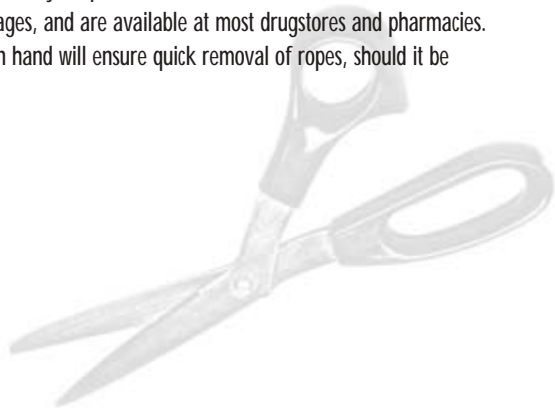 ages, and are available at most drugstores and pharmacies.
hand will ensure quick removal of ropes, should it be